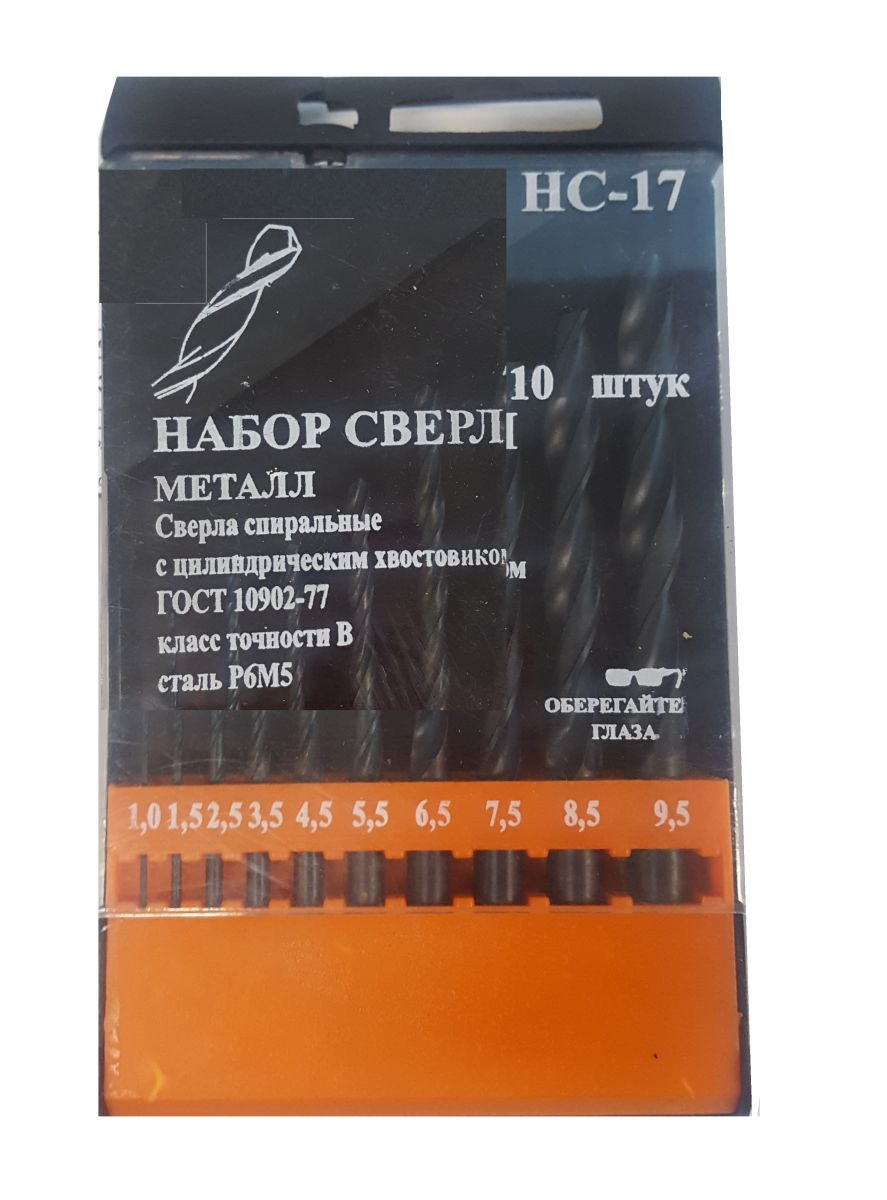 НС-17
10 штук
НАБОР СВЕРЛ
МЕТАЛЛ
Сверла спиральные
с цилиндрическим хвостовиком
ГОСТ 10902-77
класс точности В
сталь Р6М5
ОБЕРЕГАЙТЕ
ГЛАЗА
1,0 1,5 2,5 3,5 4,5 5,5 6,5 7,5 8,5 9,5